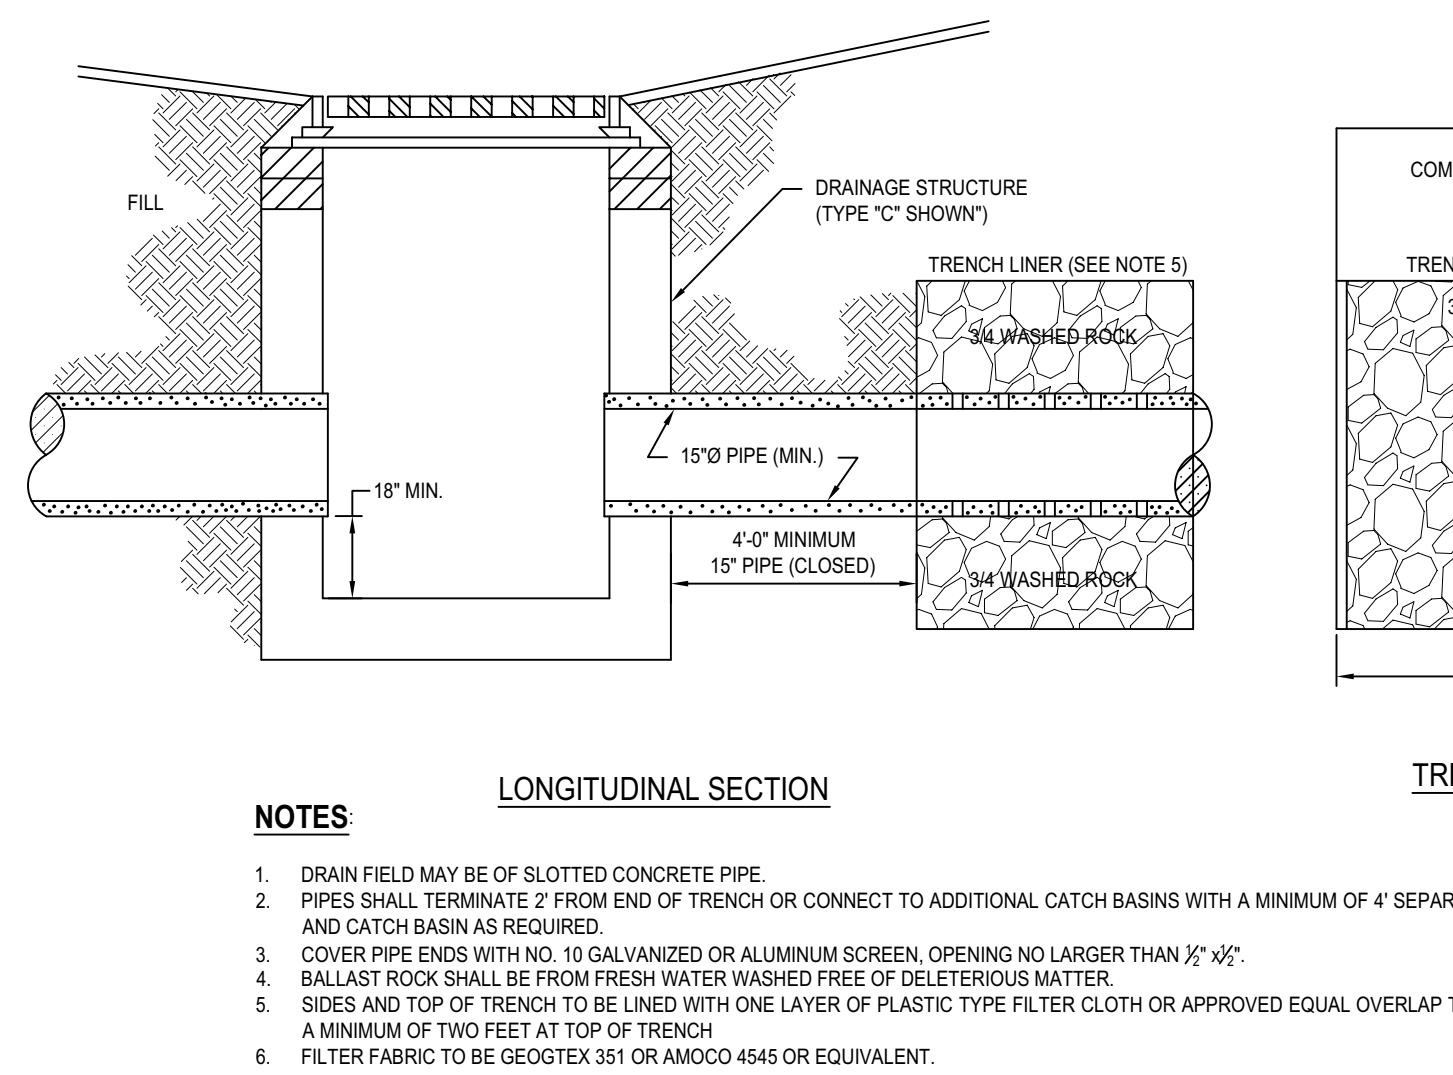 FILL
DRAINAGE STRUCTURE
(TYPE "C" SHOWN")
COM
TRENCH LINER (SEE NOTE 5)
TREN
3/4 WASHED ROCK
3
15"Ø PIPE (MIN.)
18" MIN.
4'-0" MINIMUM
15" PIPE (CLOSED)
3/4 WASHED ROCK
LONGITUDINAL SECTION
TRE
NOTES:
1. DRAIN FIELD MAY BE OF SLOTTED CONCRETE PIPE.
2. PIPES SHALL TERMINATE 2' FROM END OF TRENCH OR CONNECT TO ADDITIONAL CATCH BASINS WITH A MINIMUM OF 4' SEPAR
AND CATCH BASIN AS REQUIRED.
3. COVER PIPE ENDS WITH NO. 10 GALVANIZED OR ALUMINUM SCREEN, OPENING NO LARGER THAN ½" x½".
4. BALLAST ROCK SHALL BE FROM FRESH WATER WASHED FREE OF DELETERIOUS MATTER.
5. SIDES AND TOP OF TRENCH TO BE LINED WITH ONE LAYER OF PLASTIC TYPE FILTER CLOTH OR APPROVED EQUAL OVERLAP T
A MINIMUM OF TWO FEET AT TOP OF TRENCH
6. FILTER FABRIC TO BE GEOGTEX 351 OR AMOCO 4545 OR EQUIVALENT.